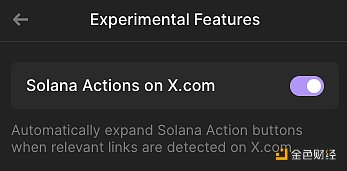 Experimental Features
Solana Actions on X.com
Automatically expand Solana Action buttons
when relevant links are detected on X.com
金色财经